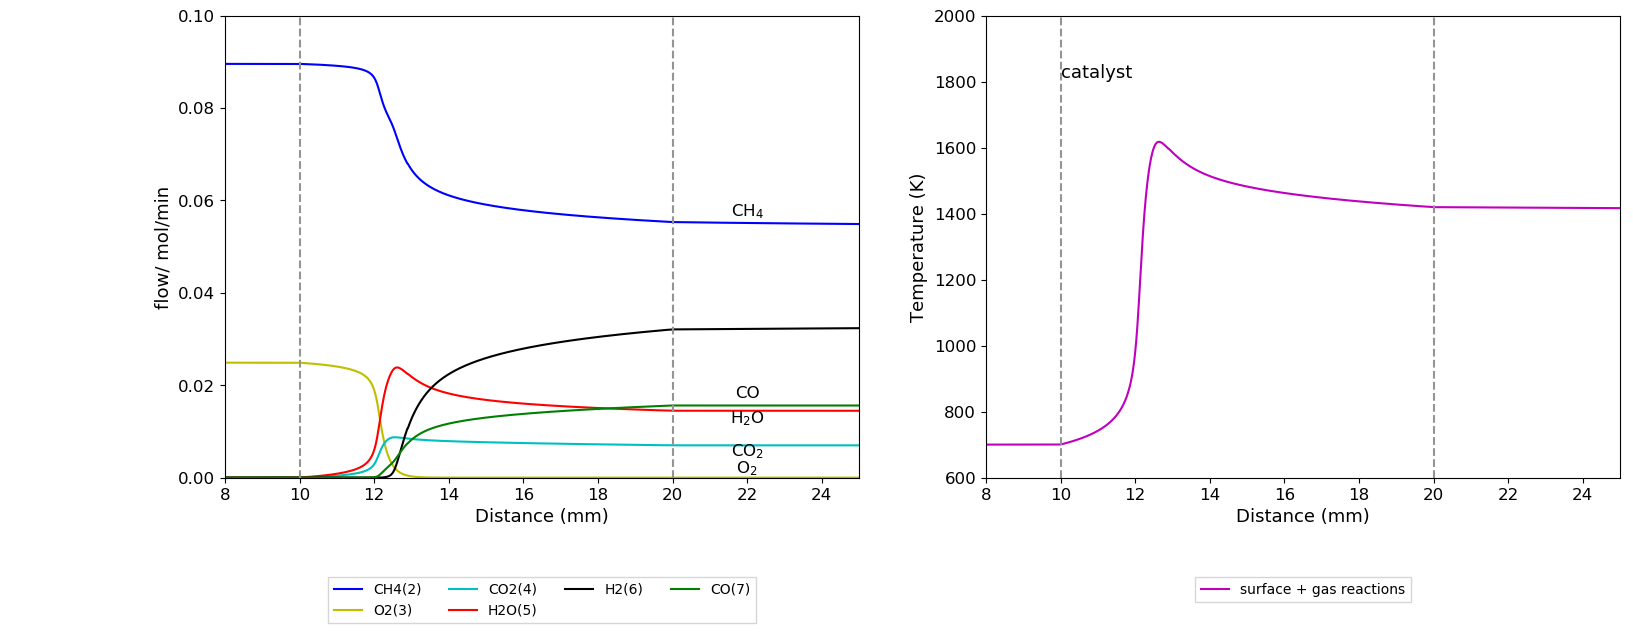 0.10
0.08
0.06
0.04
0.02
0.00
flow/ mol/min
CH₄
CO
H₂O
CO₂
O₂
8 10 12 14 16 18 20 22 24
Distance (mm)
CH4(2) CO2(4) H2(6) CO(7)
O2(3) H2O(5)
2000
1800
1600
1400
1200
1000
800
600
Temperature (K)
catalyst
8 10 12 14 16 18 20 22 24
Distance (mm)
surface + gas reactions